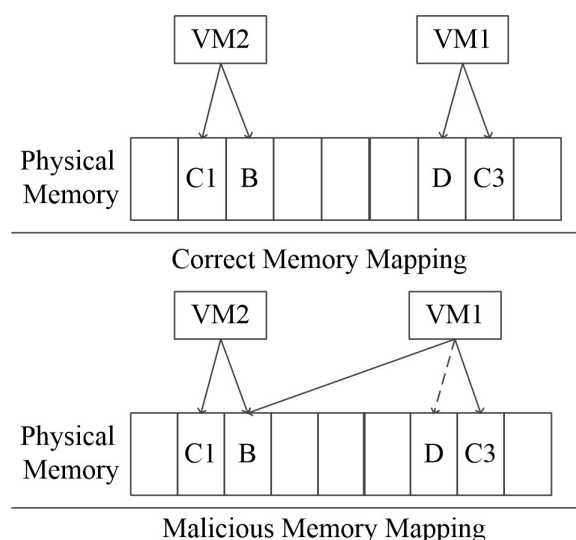 VM2 VM1
Physical
Memory
C1 B D C3
Correct Memory Mapping
VM2 VM1
Physical
Memory
C1 B D C3
Malicious Memory Mapping